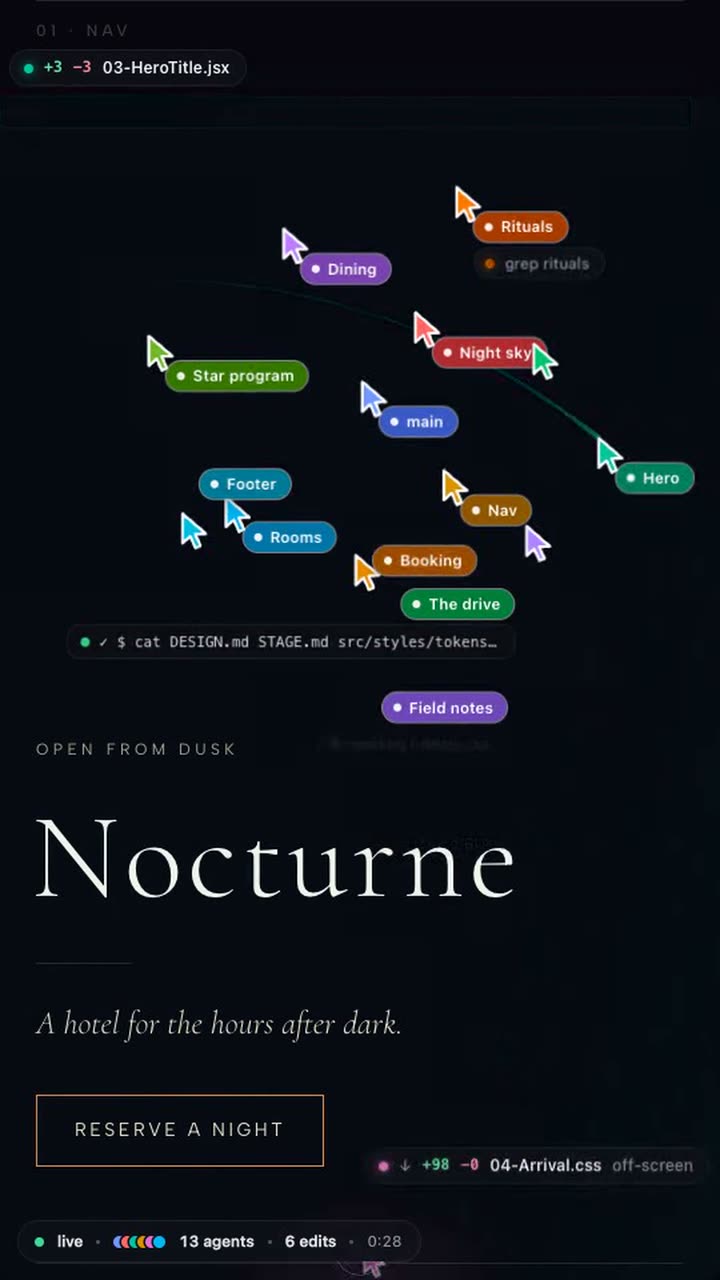 01 · NAV
+3 −3 03-HeroTitle.jsx
Rituals
Dining
grep rituals
Night sky
Star program
main
Hero
Footer
Nav
Rooms
Booking
The drive
✓ $ cat DESIGN.md STAGE.md src/styles/tokens…
Field notes
OPEN FROM DUSK
Nocturne
A hotel for the hours after dark.
RESERVE A NIGHT
↓ +98 −0 04-Arrival.css off-screen
live · 13 agents · 6 edits · 0:28